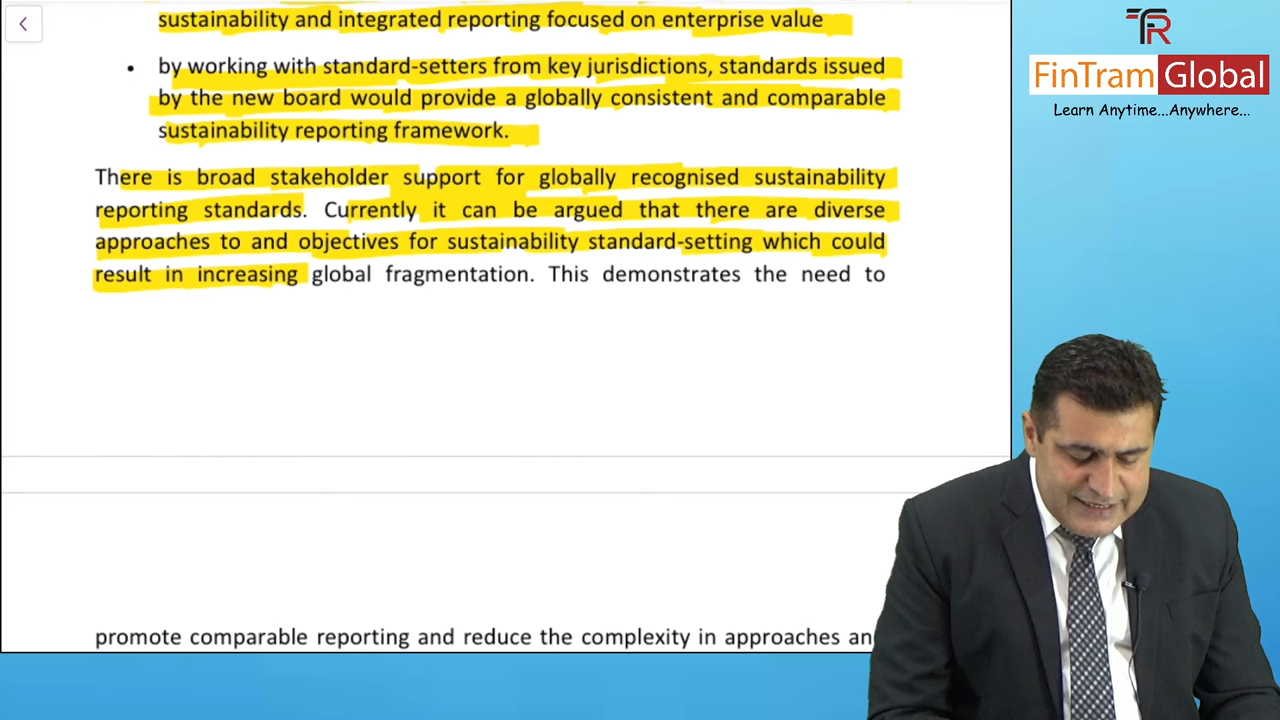 sustainability and integrated reporting focused on enterprise value
• by working with standard-setters from key jurisdictions, standards issued
by the new board would provide a globally consistent and comparable
sustainability reporting framework.
There is broad stakeholder support for globally recognised sustainability
reporting standards. Currently it can be argued that there are diverse
approaches to and objectives for sustainability standard-setting which could
result in increasing global fragmentation. This demonstrates the need to
promote comparable reporting and reduce the complexity in approaches
FR
FinTram Global
Learn Anytime...Anywhere...